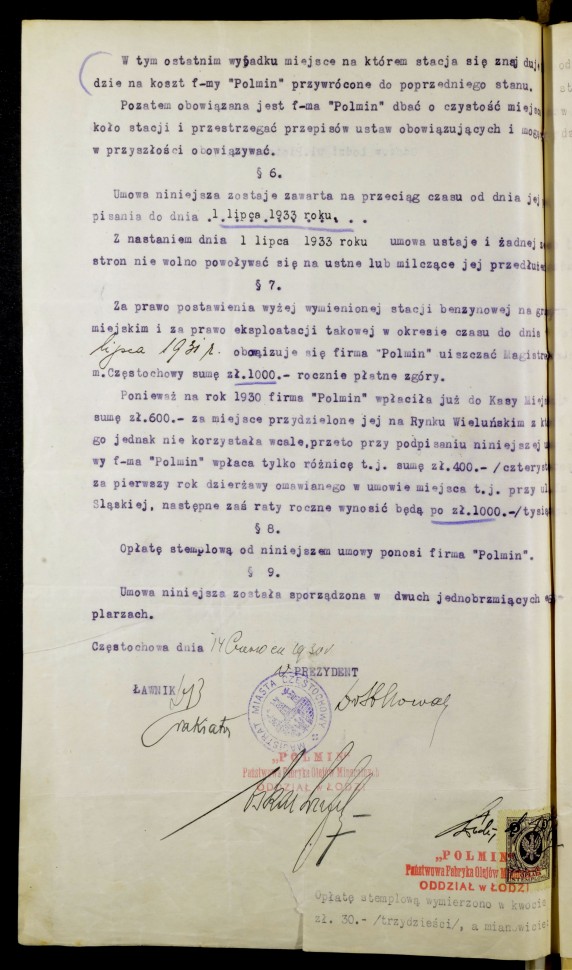 W tym ostatnim wypadku miejsce na którem stacja się znajduje
dzie na koszt f-my "Polmin" przywrócone do poprzedniego stanu.
Pozatem obowiązana jest f-ma "Polmin" dbać o czystość
koło stacji i przestrzegać przepisów ustaw obowiązujących i
w przyszłości obowiązywać.
§ 6.
Umowa niniejsza zostaje zawarta na przeciąg czasu od dnia jej
pisania do dnia .1 lipca 1933 roku. . .
Z nastaniem dnia 1 lipca 1933 roku umowa ustaje i żadnej
stron nie wolno powoływać się na ustne lub milczące jej
§ 7.
Za prawo postawienia wyżej wymienionej stacji benzynowej na
miejskim i za prawo eksploatacji takowej w okresie czasu do dnia
lipca 1931 r. obowiązuje się firma "Polmin" uiszczać
m.Częstochowy sumę zł.1000.- rocznie płatne zgóry.
Ponieważ na rok 1930 firma "Polmin" wpłaciła już do Kasy
sumę zł.600.- za miejsce przydzielone jej na Rynku Wieluńskim z
go jednak nie korzystała wcale,przeto przy podpisaniu niniejszej
wy f-ma "Polmin" wpłaca tylko różnicę t.j. sumę zł.400.- /czteryst
za pierwszy rok dzierżawy omawianego w umowie miejsca t.j. przy ul
Śląskiej, następne zaś raty roczne wynosić będą po zł.1000.-/tysią
§ 8.
Opłatę stemplową od niniejszem umowy ponosi firma "Polmin".
§ 9.
Umowa niniejsza została sporządzona w dwuch jednobrzmiących
plarzach.
Częstochowa dnia 14 Czerwca 1930 r.
PREZYDENT
ŁAWNIK
MAGISTRAT MIASTA CZĘSTOCHOWY
„POLMIN"
Państwowa Fabryka Olejów Mineralnych
ODDZIAŁ w ŁODZI
„POLMIN"
Państwowa Fabryka Olejów
ODDZIAŁ w ŁODZI
Opłatę stemplową wymierzono w kwocie
zł. 30.- /trzydzieści/, a mianowicie: